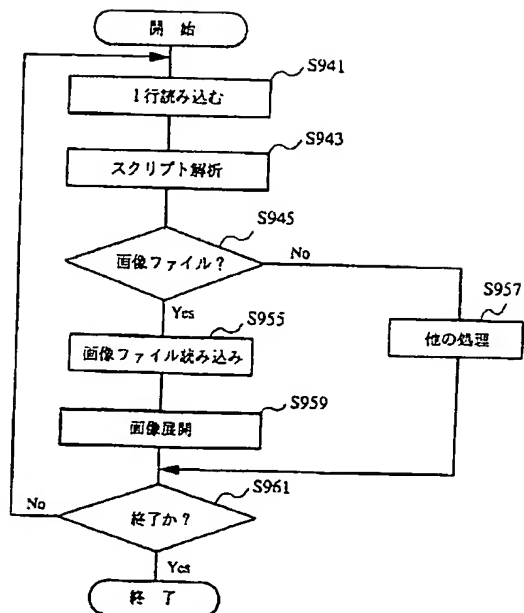 開 始
S941
1行読み込む
S943
スクリプト解析
S945
画像ファイル？
No
Yes
S955
画像ファイル読み込み
S957
他の処理
S959
画像展開
S961
終了か？
No
Yes
終 了